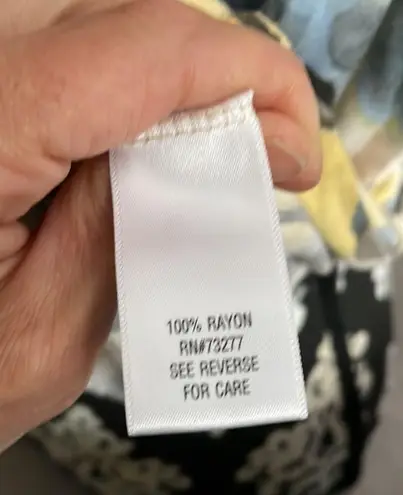 100% RAYON
RN#73277
SEE REVERSE
FOR CARE